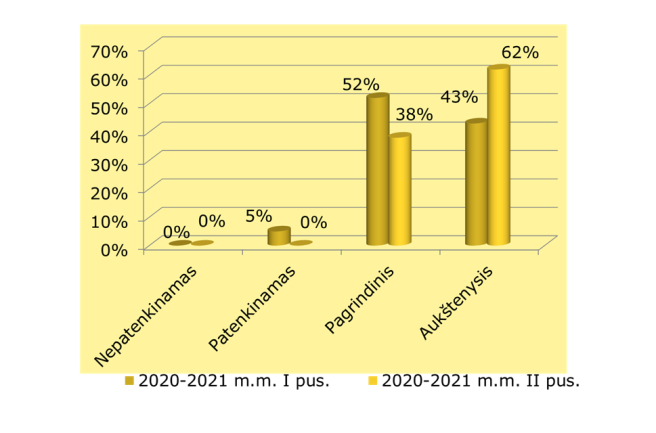 70%
60%
50%
40%
30%
20%
10%
0%
0%
0%
5%
0%
52%
38%
43%
62%
Nepatenkinamas
Patenkinamas
Pagrindinis
Aukštenysis
2020-2021 m.m. I pus.
2020-2021 m.m. II pus.